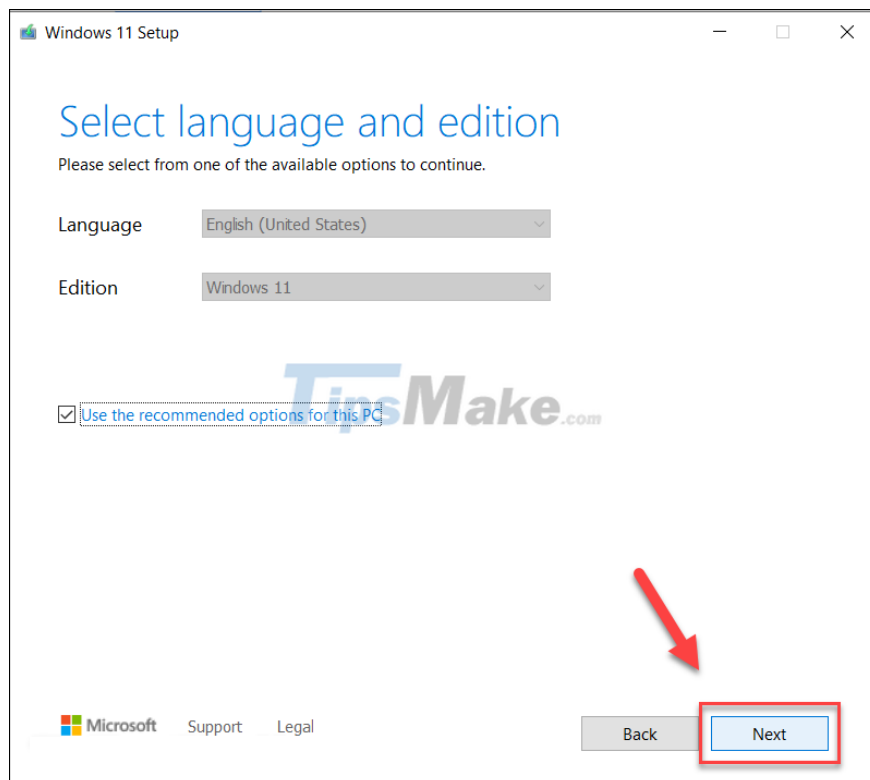 Windows 11 Setup
Select language and edition
Please select from one of the available options to continue.
Language English (United States)
Edition Windows 11
TipsMake.com
Use the recommended options for this PC
Microsoft Support Legal Back Next